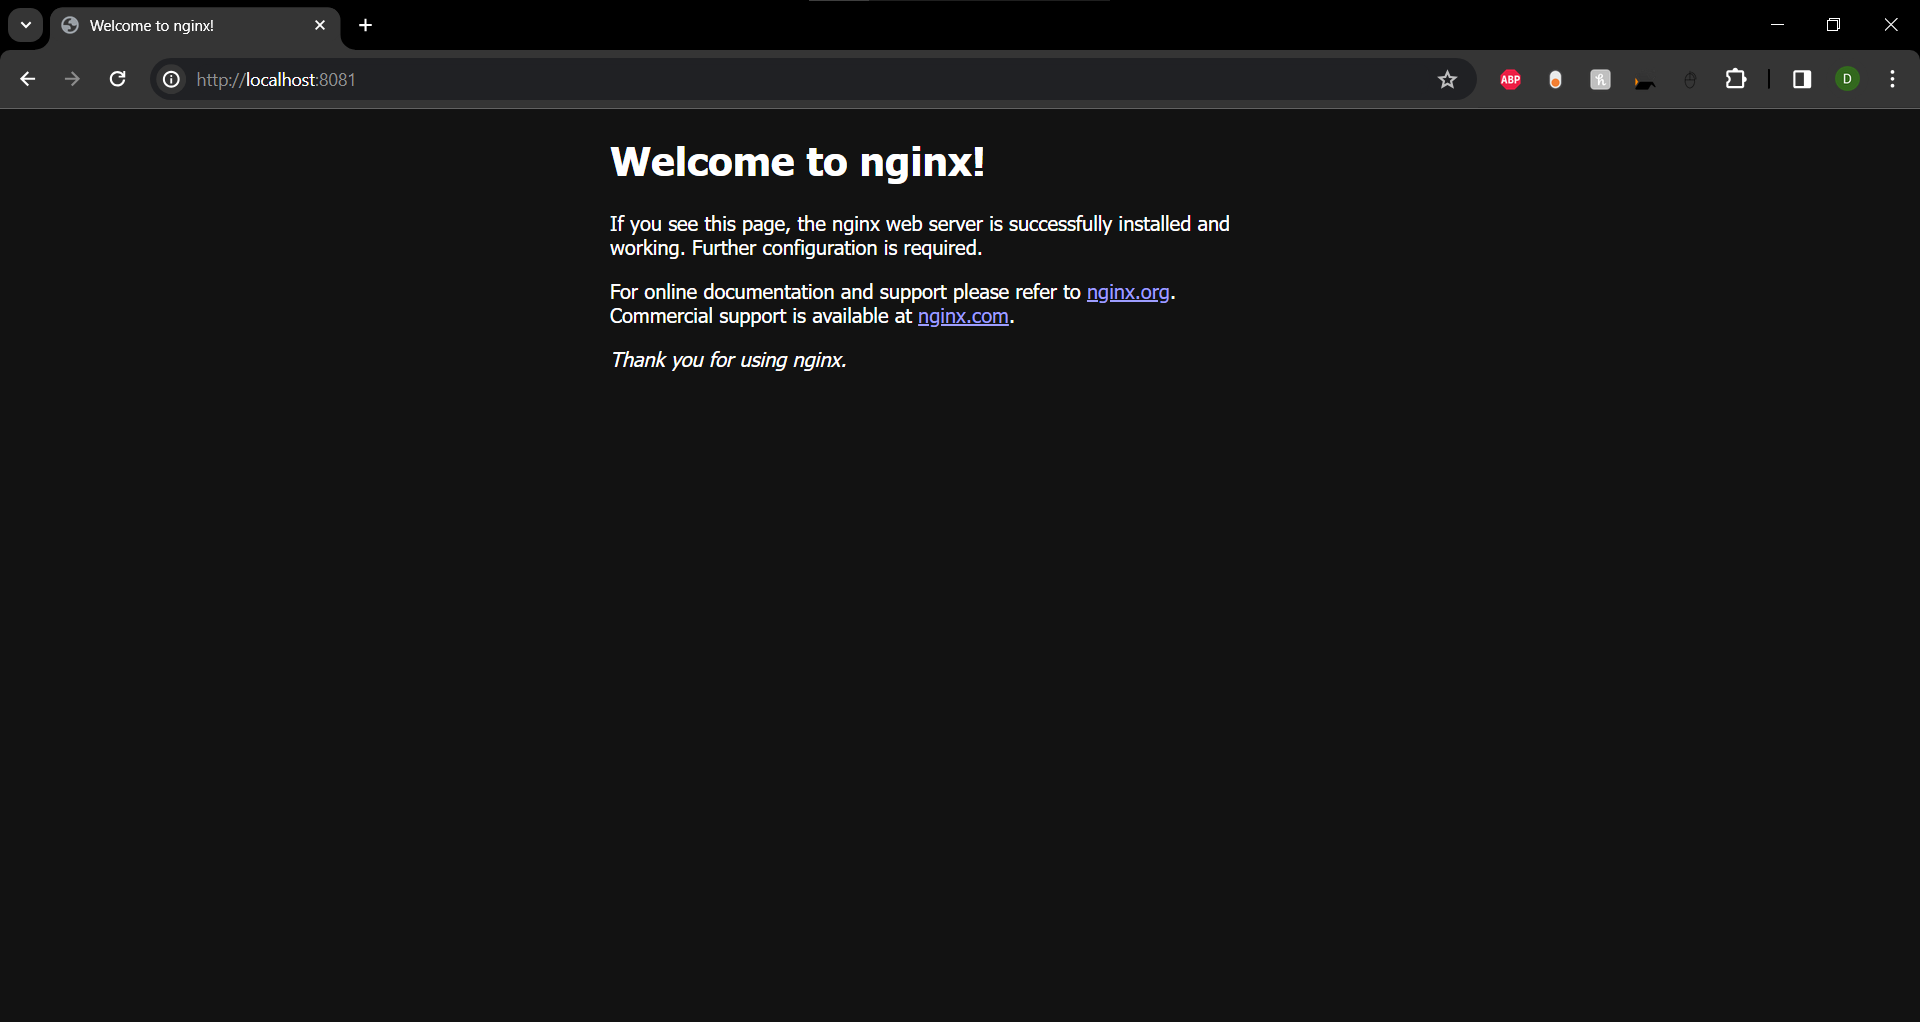 Welcome to nginx!
http://localhost:8081
ABP
D
Welcome to nginx!
If you see this page, the nginx web server is successfully installed and
working. Further configuration is required.
For online documentation and support please refer to nginx.org.
Commercial support is available at nginx.com.
Thank you for using nginx.